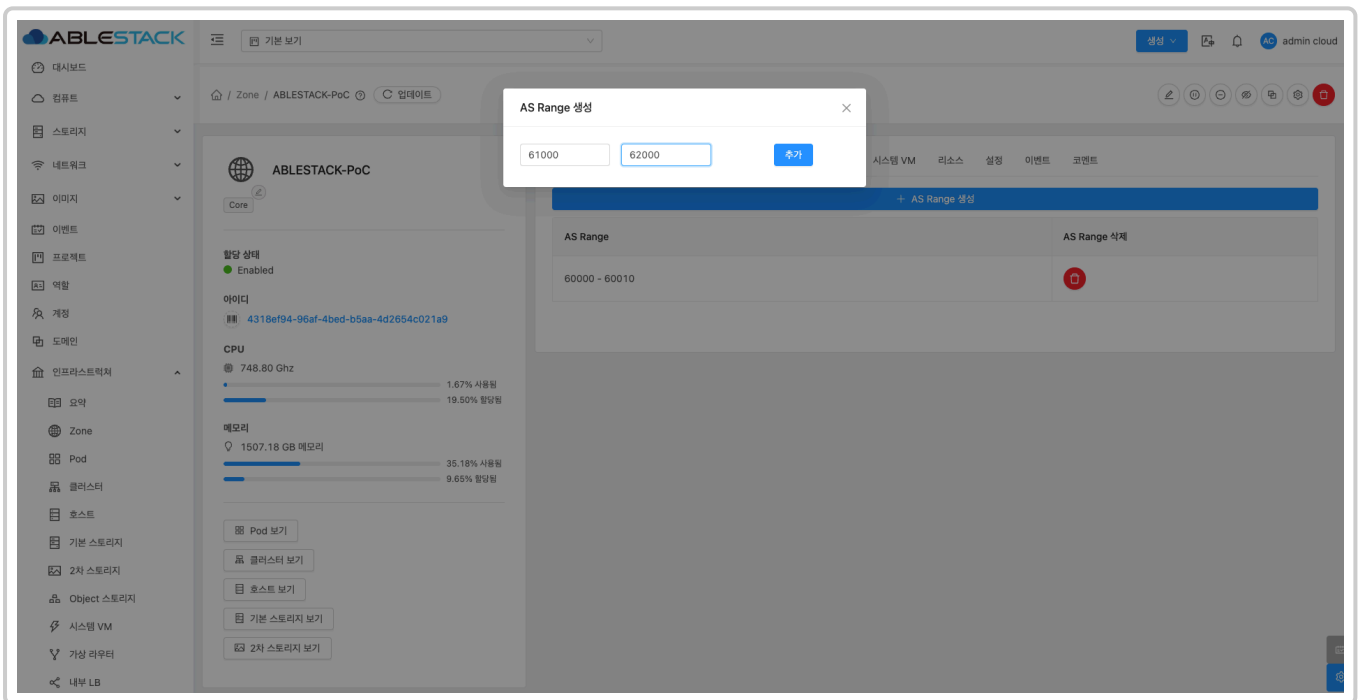 ABLESTACK
기본 보기
생성
AC
admin cloud
대시보드
컴퓨트
스토리지
네트워크
이미지
이벤트
프로젝트
역할
계정
도메인
인프라스트럭쳐
요약
Zone
Pod
클러스터
호스트
기본 스토리지
2차 스토리지
Object 스토리지
시스템 VM
가상 라우터
내부 LB
/ Zone / ABLESTACK-PoC
업데이트
ABLESTACK-PoC
Core
할당 상태
Enabled
아이디
4318ef94-96af-4bed-b5aa-4d2654c021a9
CPU
748.80 Ghz
1.67% 사용됨
19.50% 할당됨
메모리
1507.18 GB 메모리
35.18% 사용됨
9.65% 할당됨
Pod 보기
클러스터 보기
호스트 보기
기본 스토리지 보기
2차 스토리지 보기
AS Range 생성
61000
62000
추가
시스템 VM
리소스
설정
이벤트
코멘트
+ AS Range 생성
AS Range
AS Range 삭제
60000 - 60010